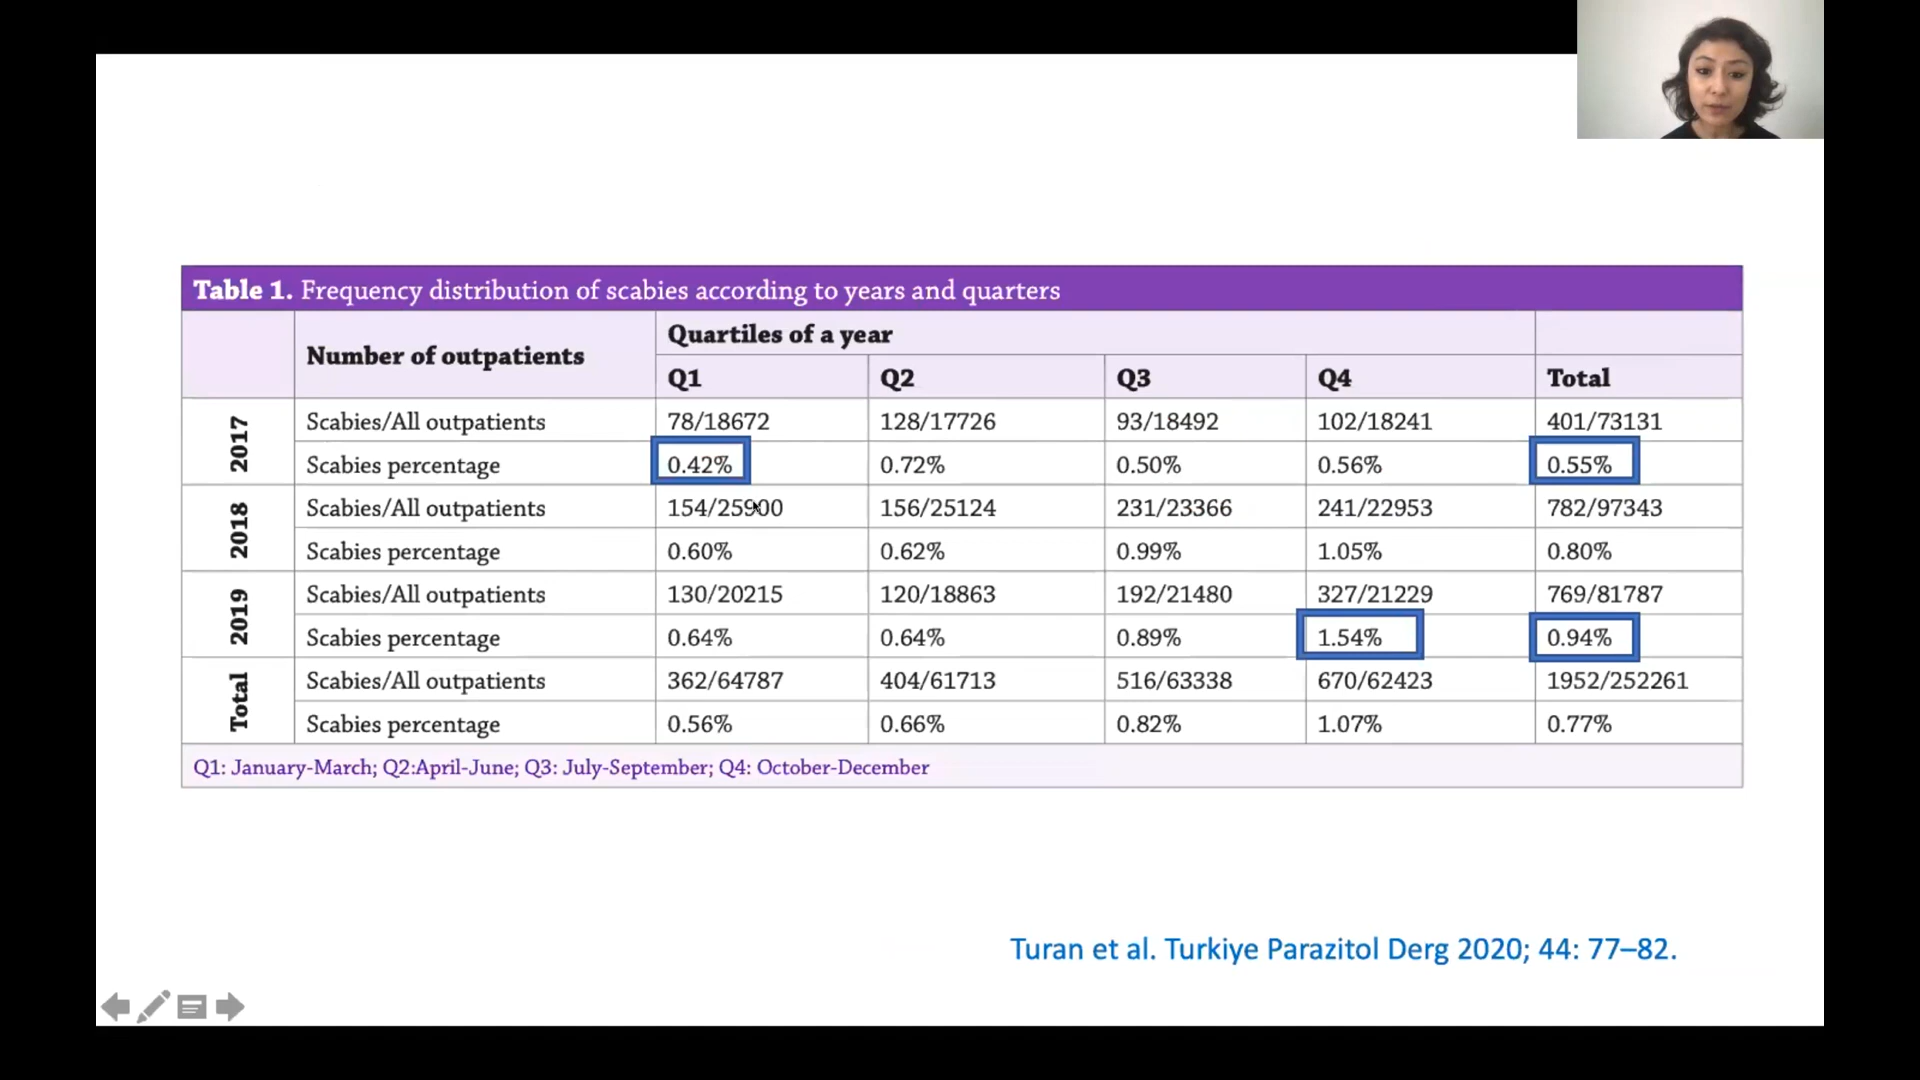 Table 1. Frequency distribution of scabies according to years and quarters
Number of outpatients
Quartiles of a year
Q1 Q2 Q3 Q4 Total
2017
Scabies/All outpatients 78/18672 128/17726 93/18492 102/18241 401/73131
Scabies percentage 0.42% 0.72% 0.50% 0.56% 0.55%
2018
Scabies/All outpatients 154/25900 156/25124 231/23366 241/22953 782/97343
Scabies percentage 0.60% 0.62% 0.99% 1.05% 0.80%
2019
Scabies/All outpatients 130/20215 120/18863 192/21480 327/21229 769/81787
Scabies percentage 0.64% 0.64% 0.89% 1.54% 0.94%
Total
Scabies/All outpatients 362/64787 404/61713 516/63338 670/62423 1952/252261
Scabies percentage 0.56% 0.66% 0.82% 1.07% 0.77%
Q1: January-March; Q2:April-June; Q3: July-September; Q4: October-December
Turan et al. Turkiye Parazitol Derg 2020; 44: 77–82.